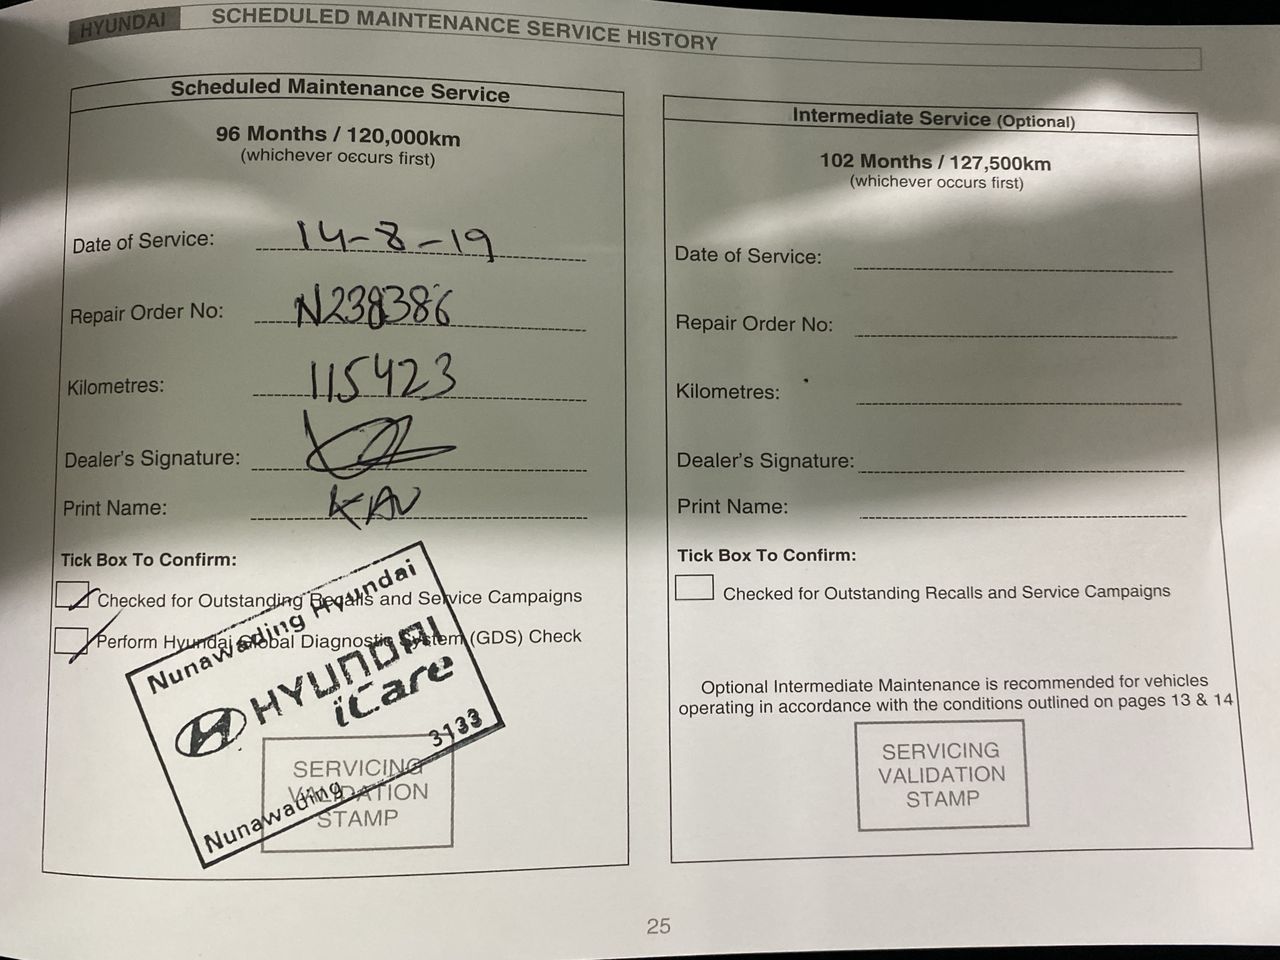 HYUNDAI
SCHEDULED MAINTENANCE SERVICE HISTORY
Scheduled Maintenance Service
96 Months / 120,000km
(whichever occurs first)
Date of Service: 14-8-19
Repair Order No: N238386
Kilometres: 115423
Dealer's Signature:
Print Name: KAV
Tick Box To Confirm:
Checked for Outstanding Recalls and Service Campaigns
Perform Hyundai Global Diagnostic System (GDS) Check
Nunawading Hyundai
HYUNDAI
iCare
3133
Nunawading
SERVICING
VALIDATION
STAMP
Intermediate Service (Optional)
102 Months / 127,500km
(whichever occurs first)
Date of Service:
Repair Order No:
Kilometres:
Dealer's Signature:
Print Name:
Tick Box To Confirm:
Checked for Outstanding Recalls and Service Campaigns
Optional Intermediate Maintenance is recommended for vehicles
operating in accordance with the conditions outlined on pages 13 & 14
SERVICING
VALIDATION
STAMP
25